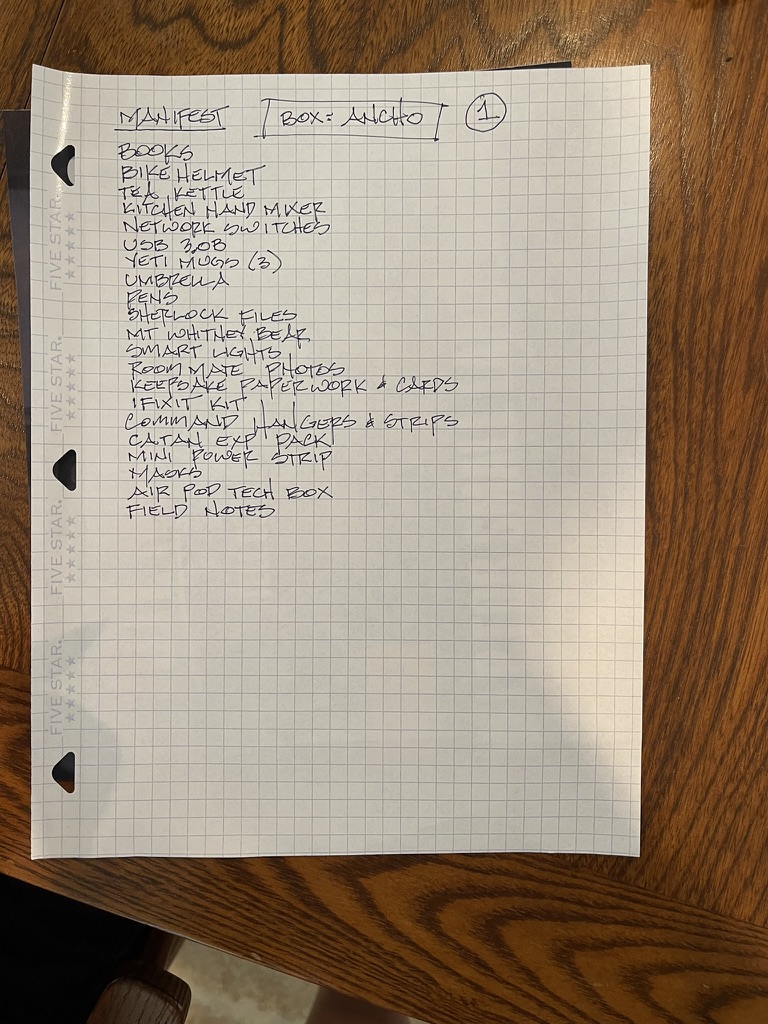 MANIFEST BOX: ANCHO 1
BOOKS
BIKE HELMET
TEA KETTLE
KITCHEN HAND MIXER
NETWORK SWITCHES
USB 3.0B
YETI MUGS (3)
UMBRELLA
PENS
SHERLOCK FILES
MT WHITNEY BEAR
SMART LIGHTS
ROOM MATE PHOTOS
KEEPSAKE PAPERWORK & CARDS
IFIXIT KIT
COMMAND HANGERS & STRIPS
CATAN EXP PACK
MINI POWER STRIP
MASKS
AIR POD TECH BOX
FIELD NOTES
FIVE STAR.
FIVE STAR.
FIVE STAR.
FIVE STAR.